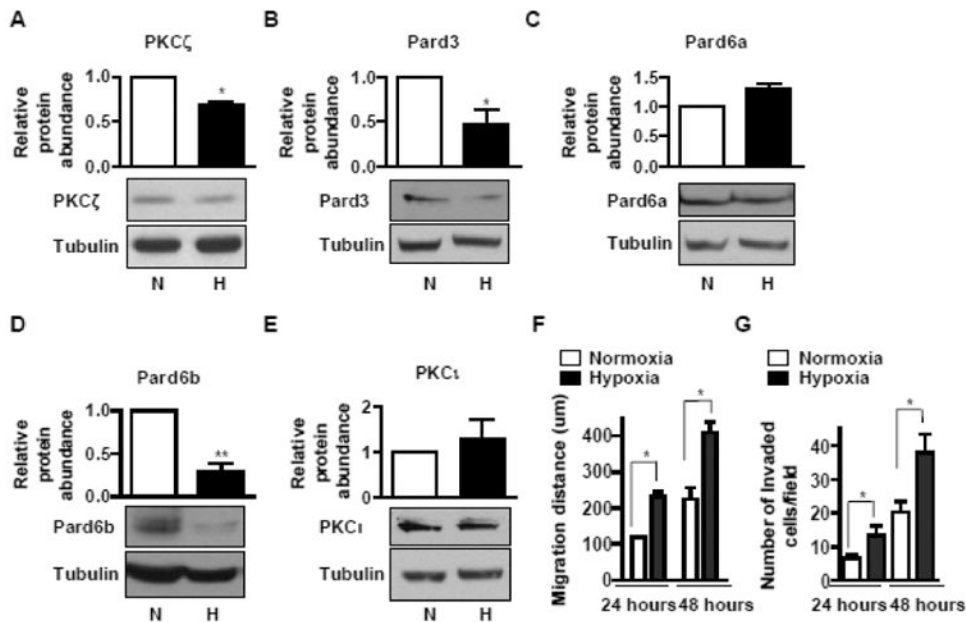 A
PKCζ
Relative protein abundance
1.0
0.5
0.0
*
PKCζ
Tubulin
N H
B
Pard3
Relative protein abundance
1.0
0.5
0.0
*
Pard3
Tubulin
N H
C
Pard6a
Relative protein abundance
1.5
1.0
0.5
0.0
Pard6a
Tubulin
N H
D
Pard6b
Relative protein abundance
1.0
0.5
0.0
**
Pard6b
Tubulin
N H
E
PKCι
Relative protein abundance
2
1
0
PKCι
Tubulin
N H
F
Normoxia
Hypoxia
Migration distance (um)
400
300
200
100
0
*
*
24 hours 48 hours
G
Normoxia
Hypoxia
Number of Invaded cells/field
40
30
20
10
0
*
*
24 hours 48 hours